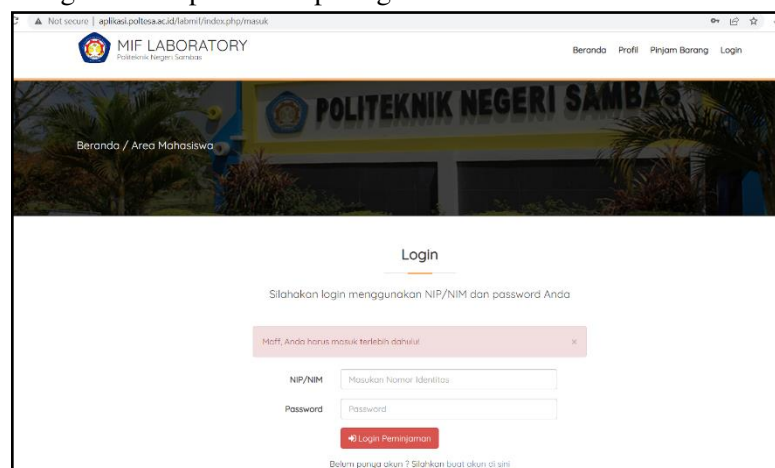 Not secure | aplikasi.poltesa.ac.id/labmif/index.php/masuk
MIF LABORATORY
Politeknik Negeri Sambas
Beranda Profil Pinjam Barang Login
POLITEKNIK NEGERI SAMBAS
Beranda / Area Mahasiswa
Login
Silahakan login menggunakan NIP/NIM dan password Anda
Maff, Anda harus masuk terlebih dahulu! ×
NIP/NIM Masukan Nomor Identitas
Password Password
Login Peminjaman
Belum punya akun ? Silahkan buat akun di sini